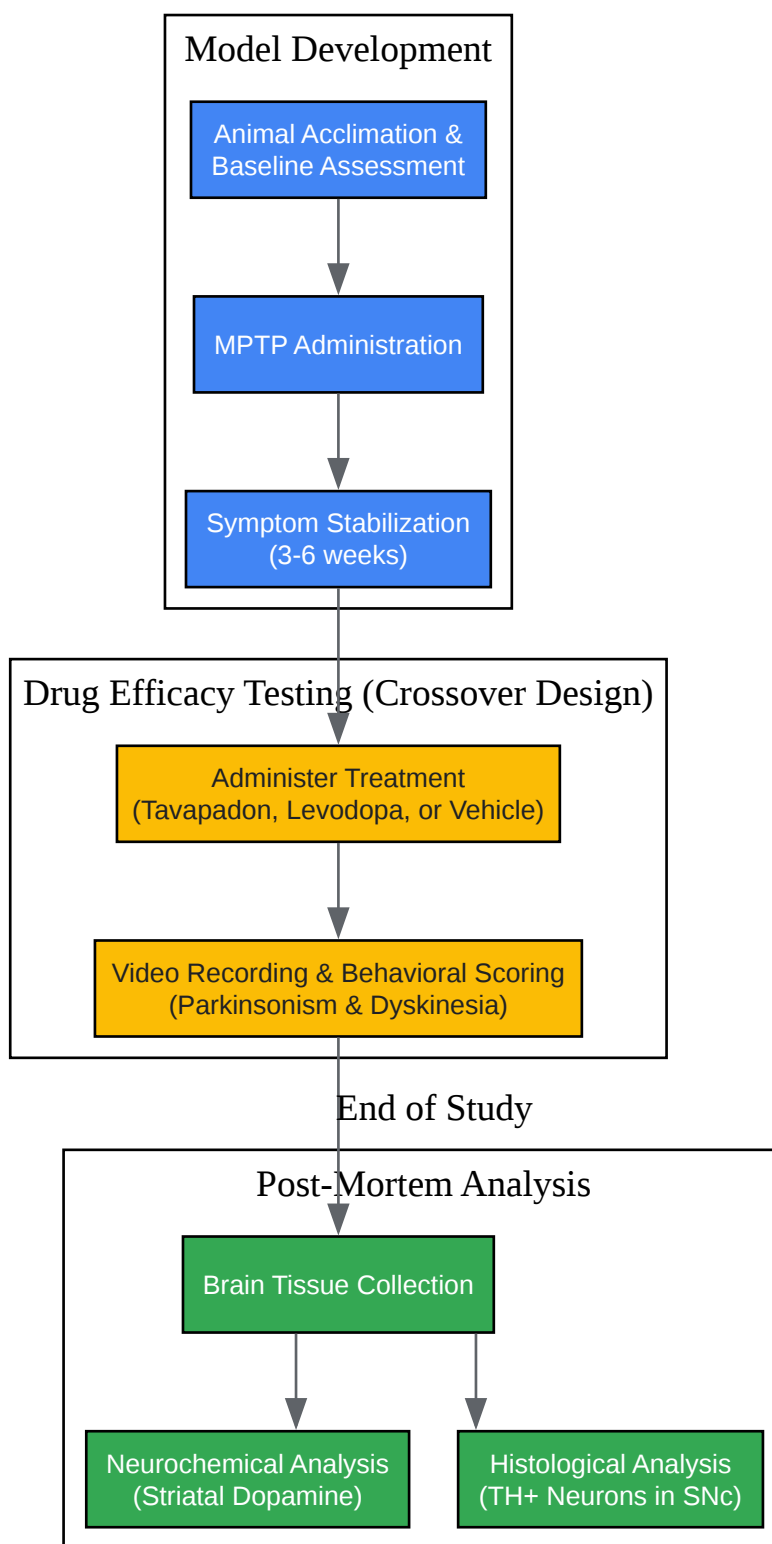 Model Development
Animal Acclimation &
Baseline Assessment
MPTP Administration
Symptom Stabilization
(3-6 weeks)
Drug Efficacy Testing (Crossover Design)
Administer Treatment
(Tavapadon, Levodopa, or Vehicle)
Video Recording & Behavioral Scoring
(Parkinsonism & Dyskinesia)
End of Study
Post-Mortem Analysis
Brain Tissue Collection
Neurochemical Analysis
(Striatal Dopamine)
Histological Analysis
(TH+ Neurons in SNc)